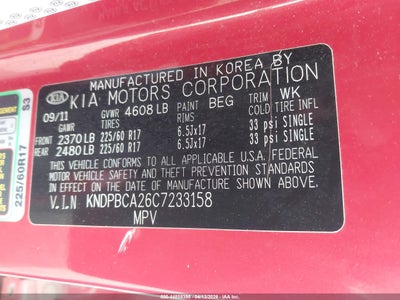 MANUFACTURED IN KOREA BY
KIA KIA MOTORS CORPORATION
09/11 GVWR 4608 LB PAINT BEG TRIM WK
GAWR TIRES RIMS COLD TIRE INFL
FRONT 2370 LB 225/60 R17 6.5Jx17 33 psi SINGLE
REAR 2480 LB 225/60 R17 6.5Jx17 33 psi SINGLE
THIS VEHICLE CONFORMS TO ALL APPLICABLE U.S.A. FEDERAL
MOTOR VEHICLE SAFETY AND THEFT PREVENTION STANDARDS
IN EFFECT ON THE DATE OF MANUFACTURE SHOWN ABOVE.
V.I.N KNDPBCA26C7233158
MPV
225/60R17 S3